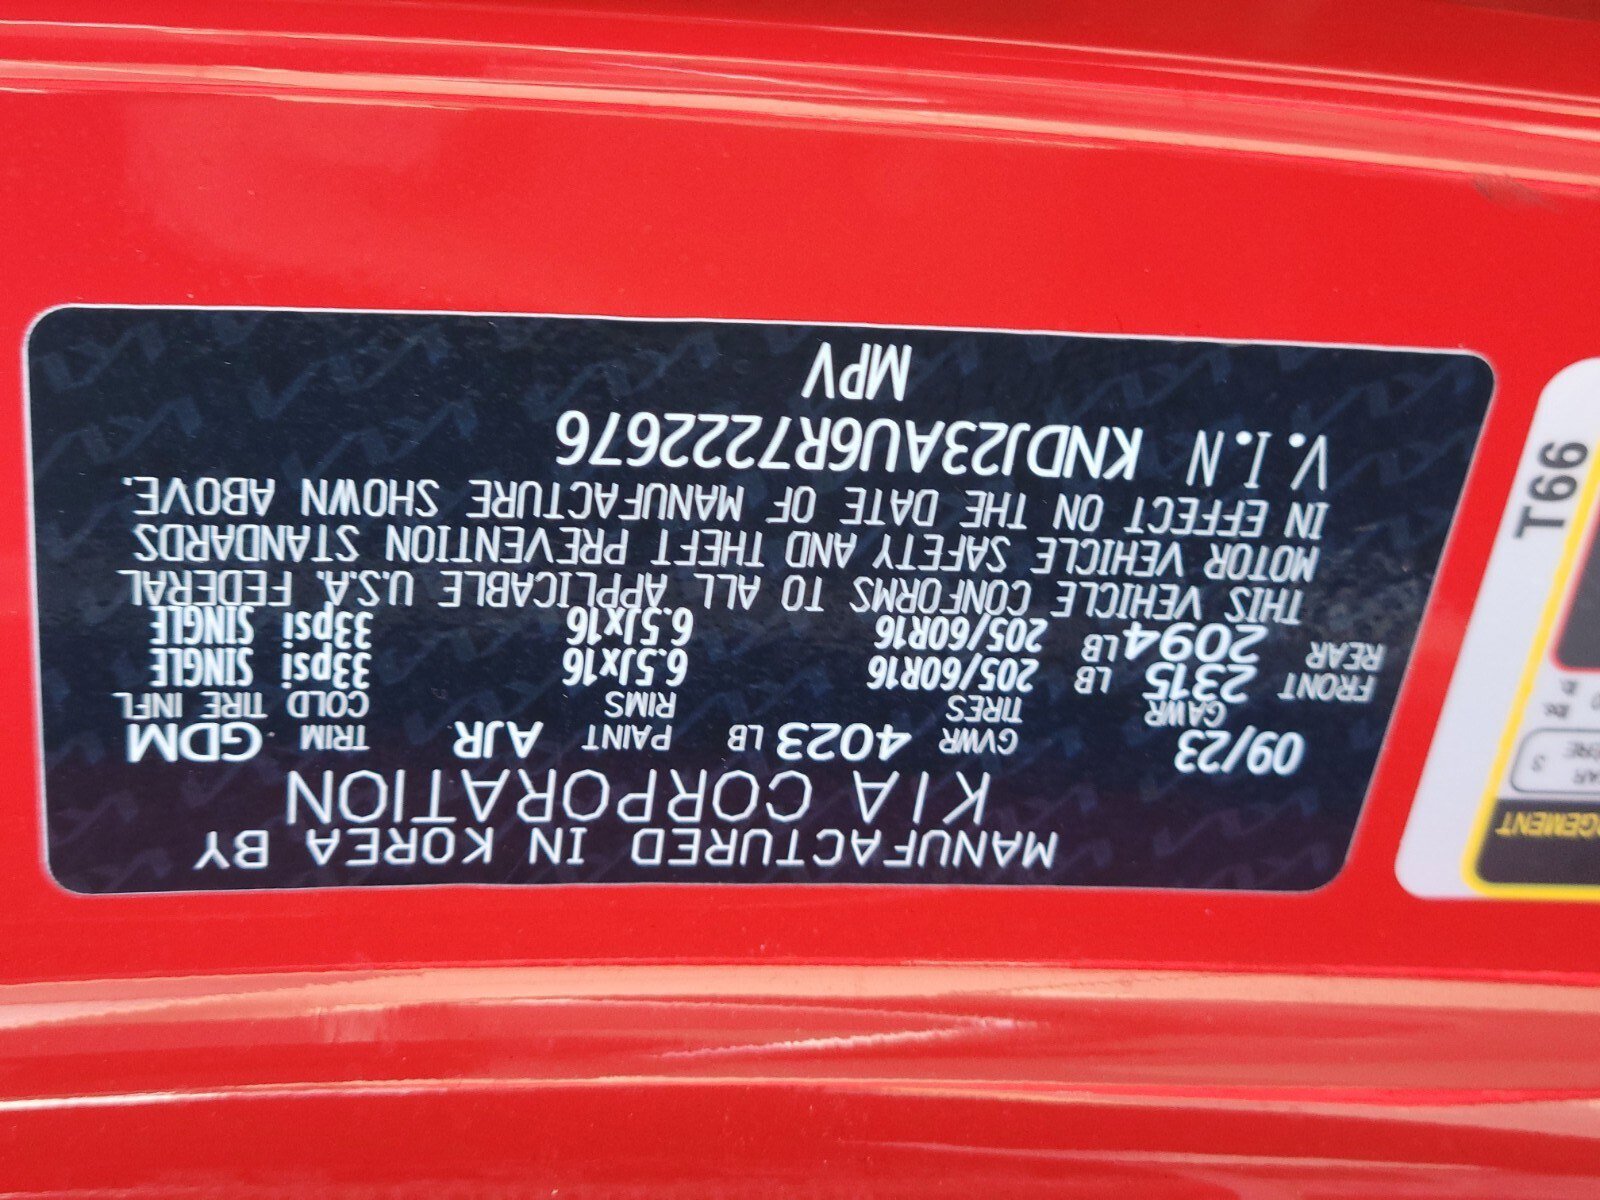 MANUFACTURED IN KOREA BY
KIA CORPORATION
09/23 GVWR 4023 LB PAINT AJR TRIM GDM
GAWR TIRES RIMS COLD. TIRE INFL
FRONT 2315 LB 205/60R16 6.5Jx16 33psi SINGLE
REAR 2094 LB 205/60R16 6.5Jx16 33psi SINGLE
THIS VEHICLE CONFORMS TO ALL APPLICABLE U.S.A. FEDERAL
MOTOR VEHICLE SAFETY AND THEFT PREVENTION STANDARDS
IN EFFECT ON THE DATE OF MANUFACTURE SHOWN ABOVE.
V.I.N KNDJ23AU6R7222676
MPV
T66
3